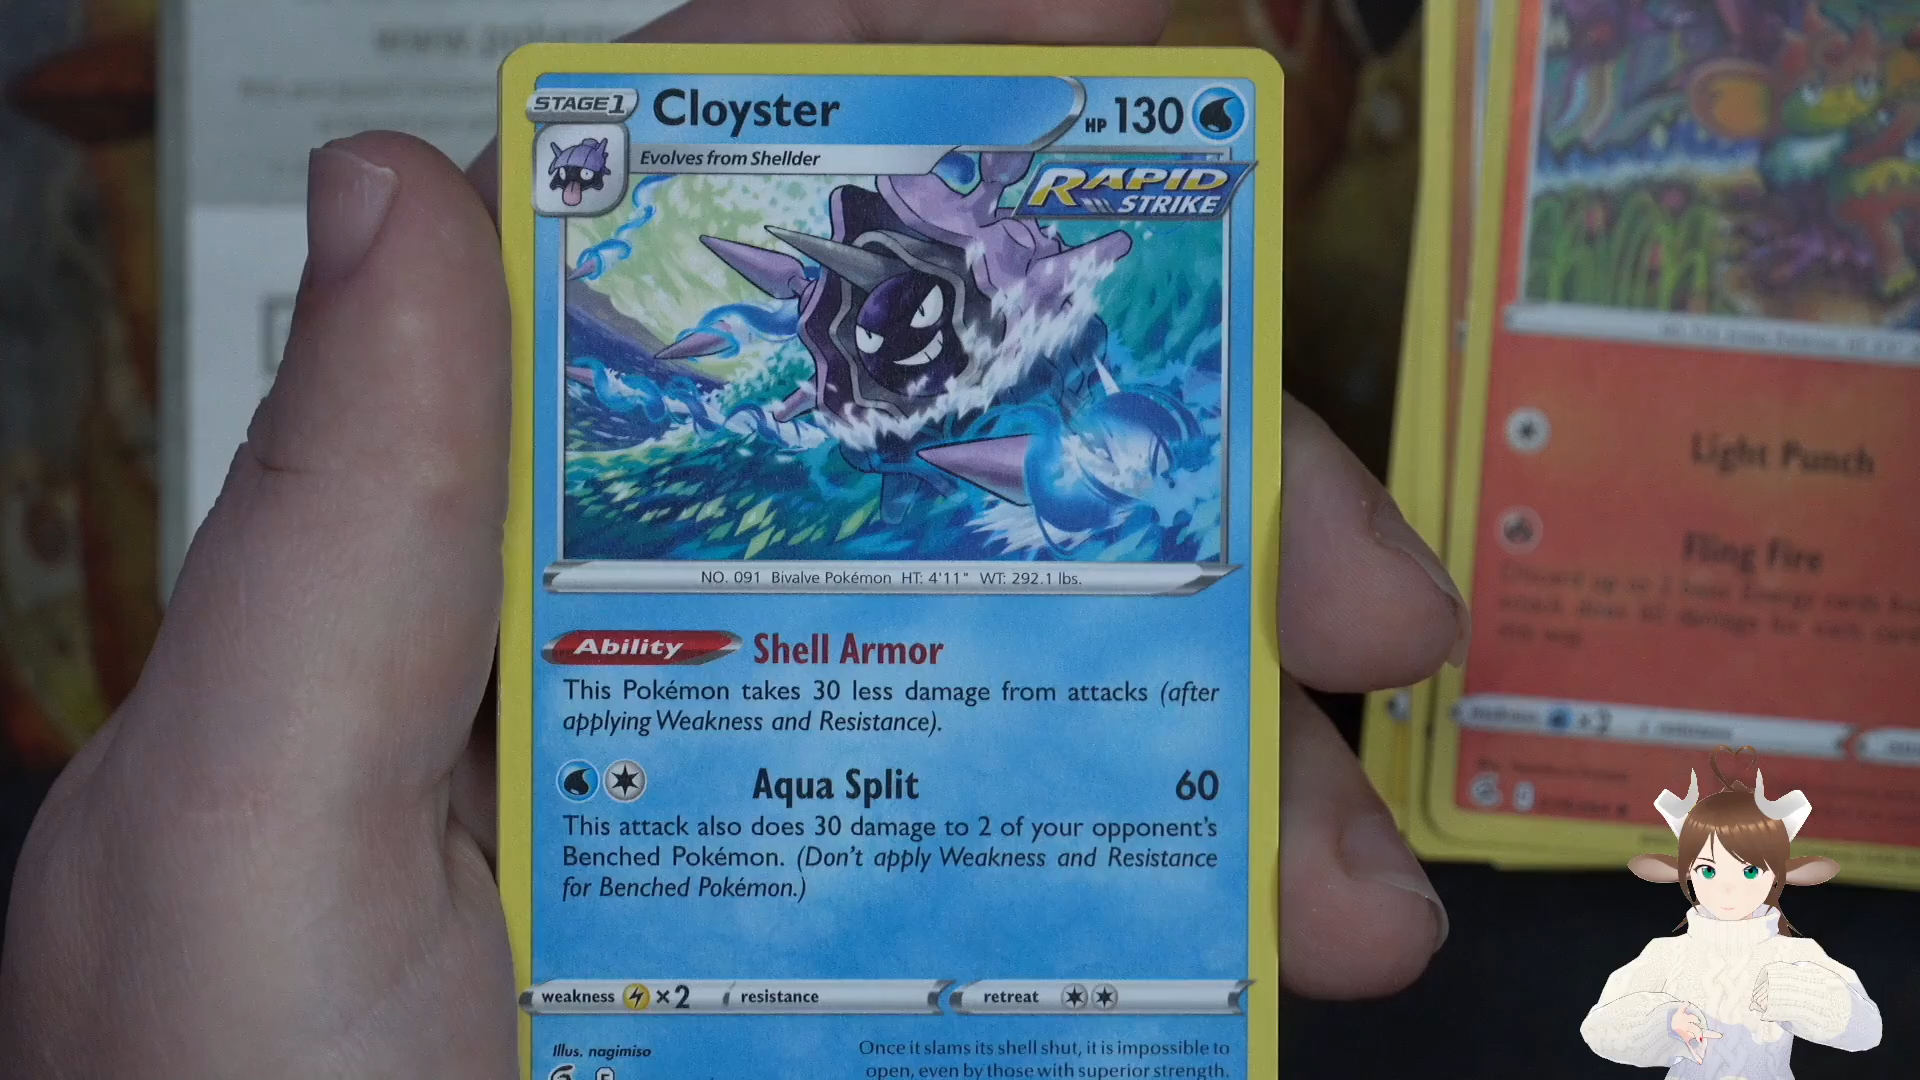 STAGE 1 Cloyster HP 130
Evolves from Shellder
RAPID
STRIKE
NO. 091 Bivalve Pokémon HT: 4'11" WT: 292.1 lbs.
Ability Shell Armor
This Pokémon takes 30 less damage from attacks (after
applying Weakness and Resistance).
Aqua Split 60
This attack also does 30 damage to 2 of your opponent's
Benched Pokémon. (Don't apply Weakness and Resistance
for Benched Pokémon.)
weakness ×2 resistance retreat
Illus. nagimiso
Once it slams its shell shut, it is impossible to
open, even by those with superior strength.
Light Punch
Fling Fire